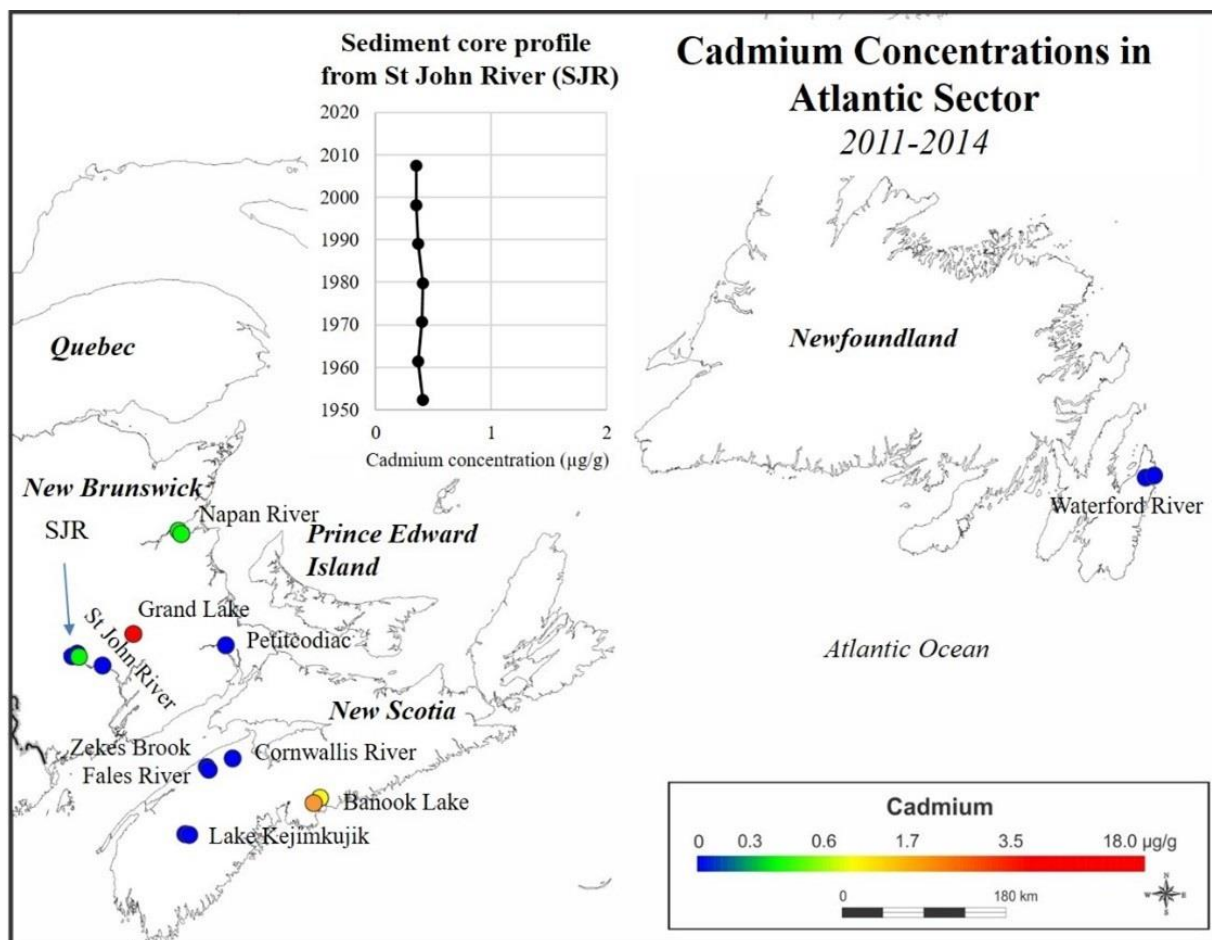 Sediment core profile
from St John River (SJR)
2020
2010
2000
1990
1980
1970
1960
1950
0 1 2
Cadmium concentration (µg/g)
Cadmium Concentrations in
Atlantic Sector
2011-2014
Quebec
Newfoundland
New Brunswick
SJR
Napan River
Prince Edward
Island
Waterford River
Grand Lake
St John River
Petitcodiac
Atlantic Ocean
New Scotia
Zekes Brook
Fales River
Cornwallis River
Banook Lake
Lake Kejimkujik
Cadmium
0 0.3 0.6 1.7 3.5 18.0 µg/g
0 180 km
N
W E
S